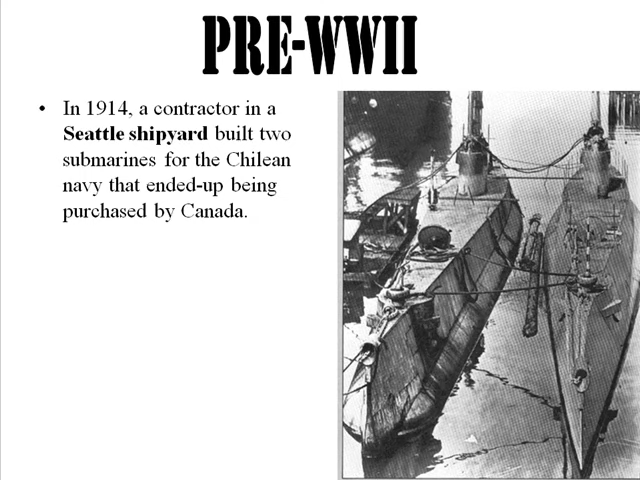 PRE-WWII
• In 1914, a contractor in a
Seattle shipyard built two
submarines for the Chilean
navy that ended-up being
purchased by Canada.